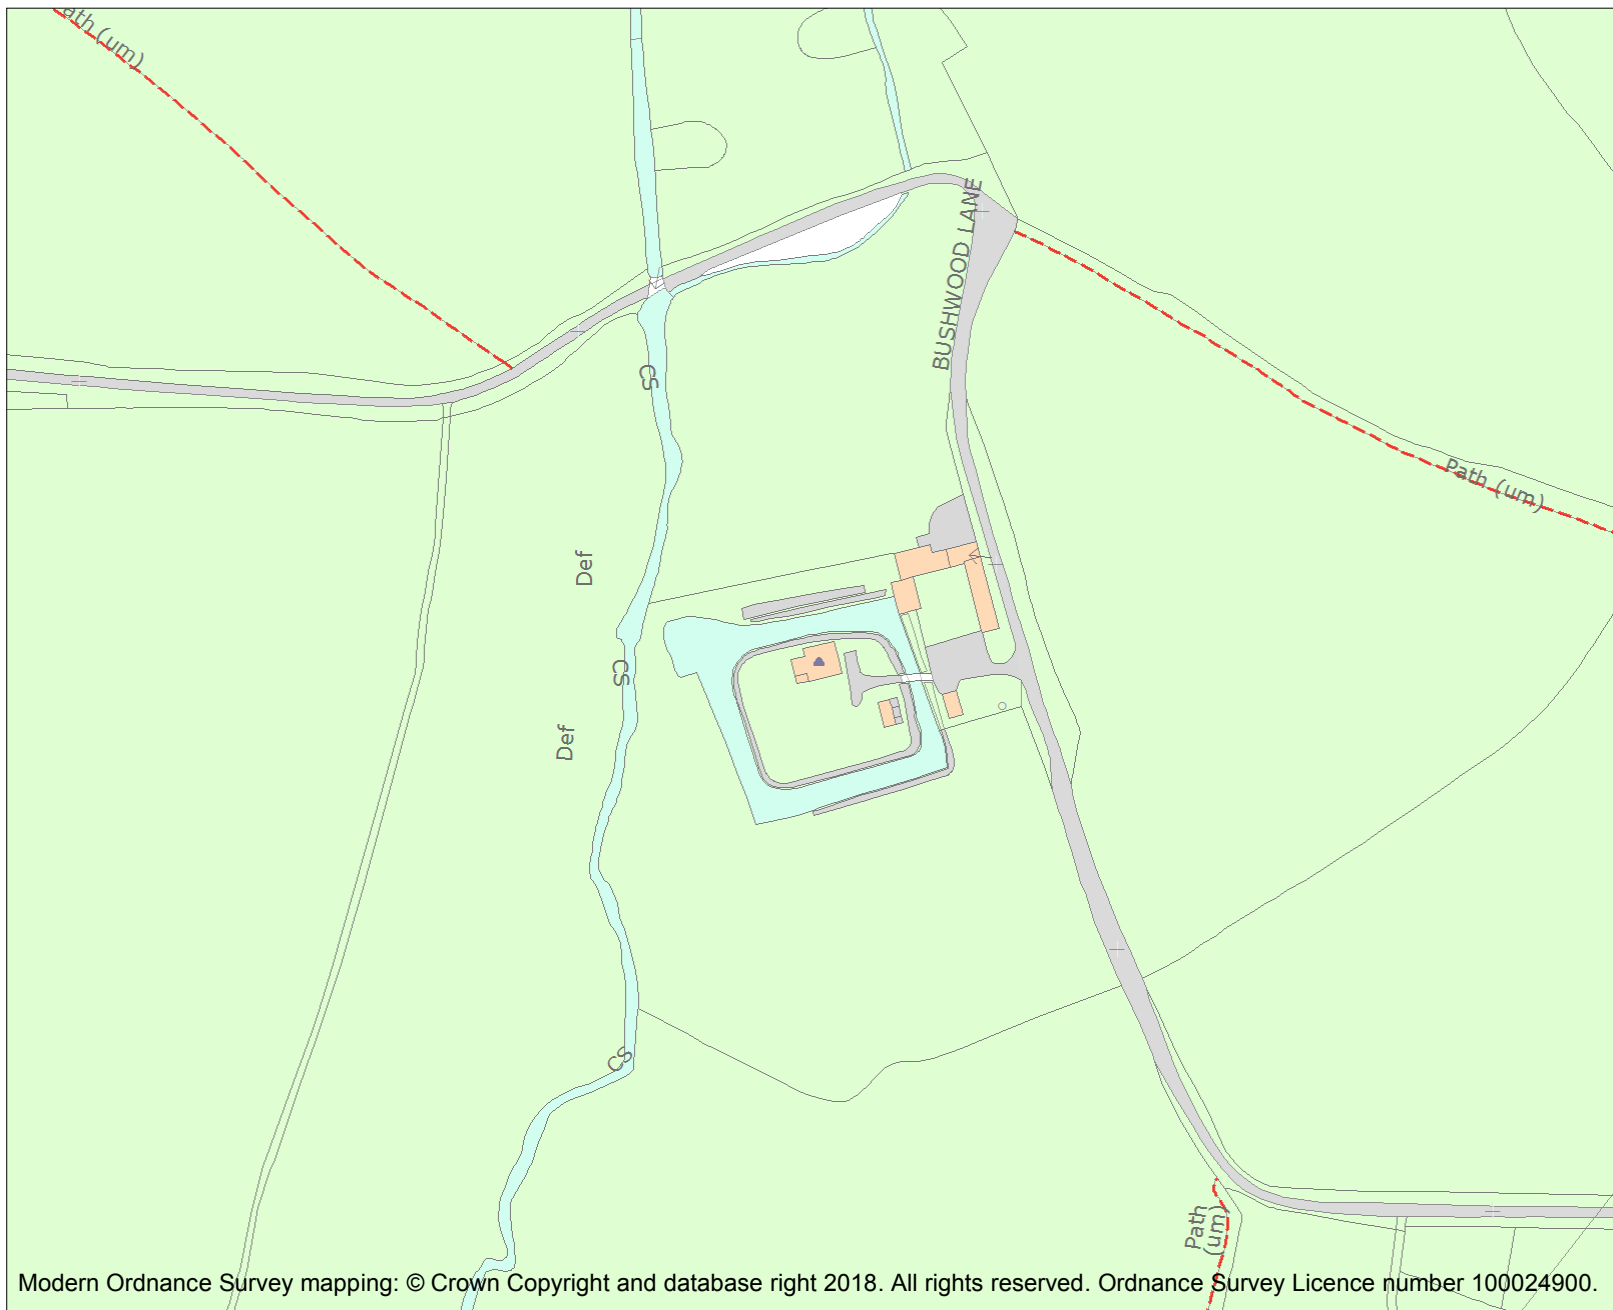 ath (um)
BUSHWOOD LANE
CS
Path (um)
Def
CS
Def
CS
Path
(um)
Modern Ordnance Survey mapping: © Crown Copyright and database right 2018. All rights reserved. Ordnance Survey Licence number 100024900.